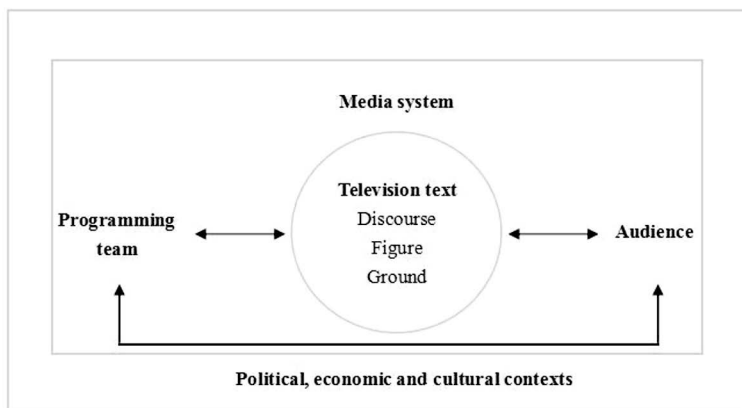 Media system
Television text
Discourse
Figure
Ground
Programming
team
Audience
Political, economic and cultural contexts